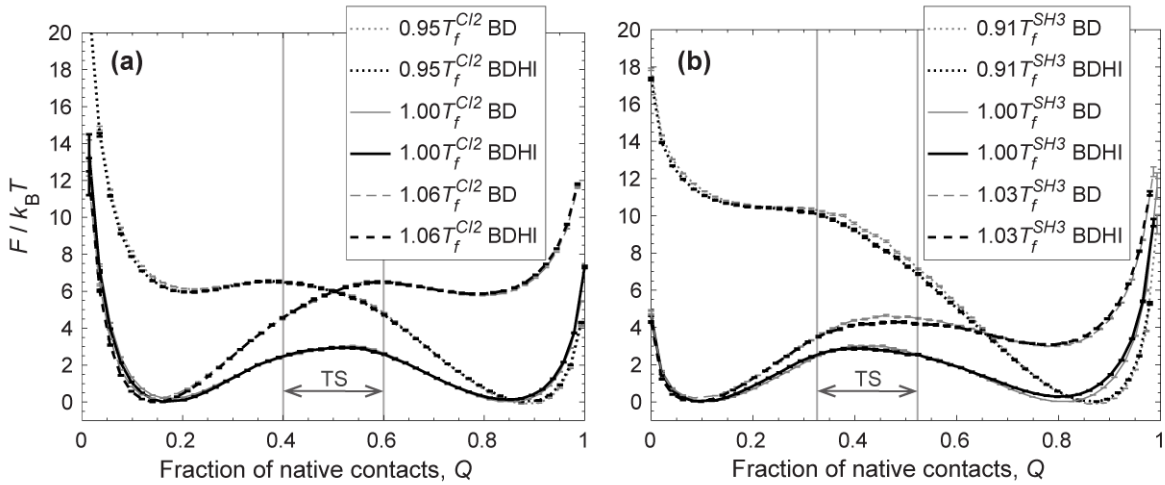 (a)
0.95T_f^{CI2} BD
0.95T_f^{CI2} BDHI
1.00T_f^{CI2} BD
1.00T_f^{CI2} BDHI
1.06T_f^{CI2} BD
1.06T_f^{CI2} BDHI
F / k_BT
20
18
16
14
12
10
8
6
4
2
0
TS
0 0.2 0.4 0.6 0.8 1
Fraction of native contacts, Q
(b)
0.91T_f^{SH3} BD
0.91T_f^{SH3} BDHI
1.00T_f^{SH3} BD
1.00T_f^{SH3} BDHI
1.03T_f^{SH3} BD
1.03T_f^{SH3} BDHI
20
18
16
14
12
10
8
6
4
2
0
TS
0 0.2 0.4 0.6 0.8 1
Fraction of native contacts, Q